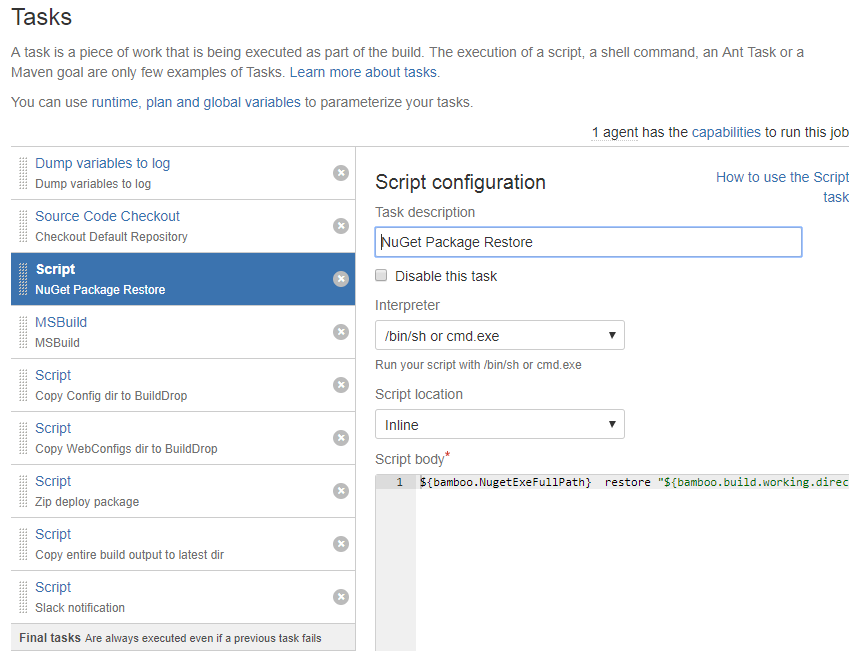 Tasks
A task is a piece of work that is being executed as part of the build. The execution of a script, a shell command, an Ant Task or a
Maven goal are only few examples of Tasks. Learn more about tasks.
You can use runtime, plan and global variables to parameterize your tasks.
1 agent has the capabilities to run this job
Dump variables to log
Dump variables to log
Source Code Checkout
Checkout Default Repository
Script
NuGet Package Restore
MSBuild
MSBuild
Script
Copy Config dir to BuildDrop
Script
Copy WebConfigs dir to BuildDrop
Script
Zip deploy package
Script
Copy entire build output to latest dir
Script
Slack notification
Final tasks Are always executed even if a previous task fails
Script configuration
How to use the Script
task
Task description
NuGet Package Restore
Disable this task
Interpreter
/bin/sh or cmd.exe
Run your script with /bin/sh or cmd.exe
Script location
Inline
Script body*
1 ${bamboo.NugetExeFullPath} restore "${bamboo.build.working.direc